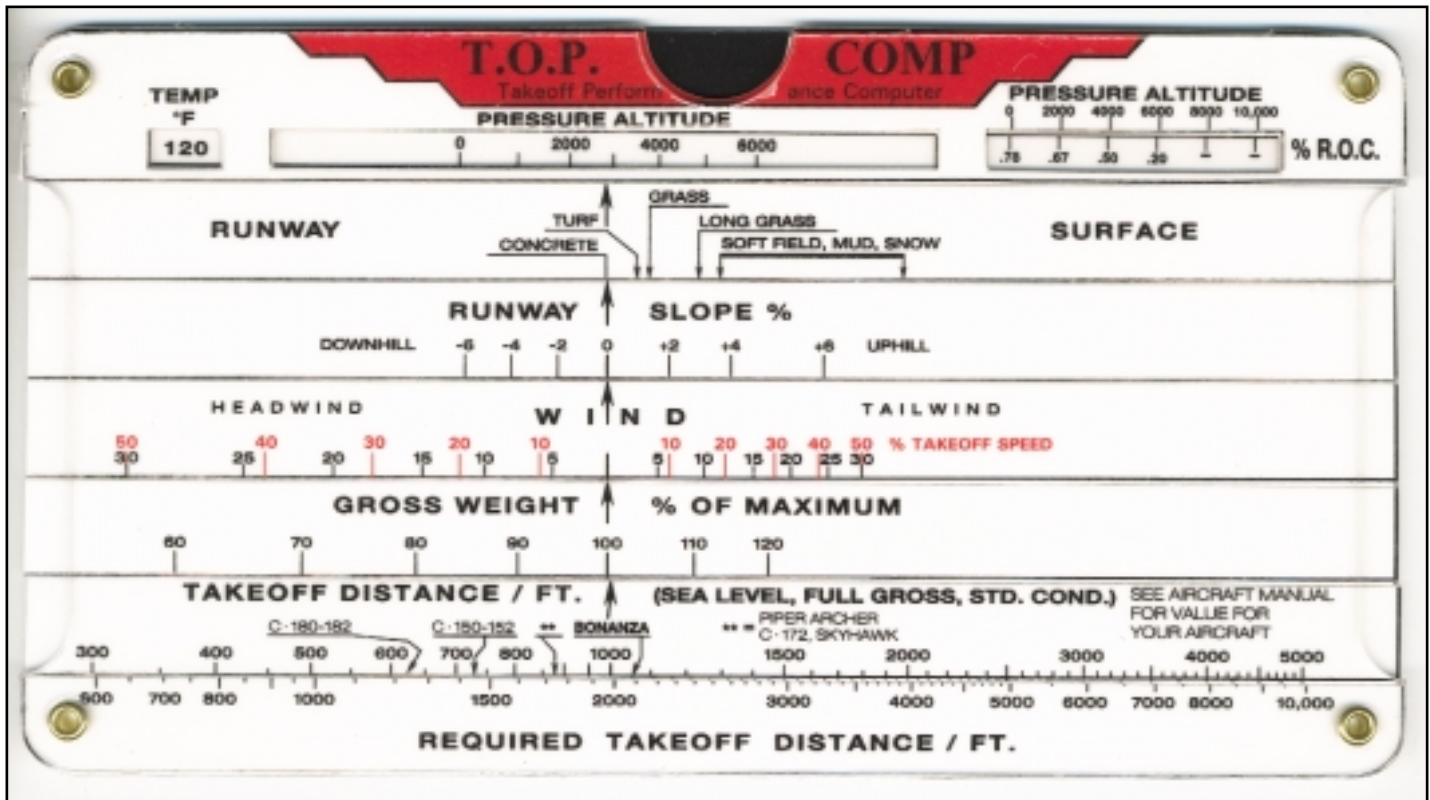 T.O.P. COMP
Takeoff Perform ance Computer
TEMP
°F
120
PRESSURE ALTITUDE
0 2000 4000 6000
PRESSURE ALTITUDE
0 2000 4000 6000 8000 10,000
.76 .67 .50 .20 – –
% R.O.C.
RUNWAY SURFACE
GRASS
TURF LONG GRASS
CONCRETE SOFT FIELD, MUD, SNOW
RUNWAY SLOPE %
DOWNHILL -6 -4 -2 0 +2 +4 +6 UPHILL
HEADWIND WIND TAILWIND
50 40 30 20 10 10 20 30 40 50 % TAKEOFF SPEED
30 25 20 15 10 5 5 10 15 20 25 30
GROSS WEIGHT % OF MAXIMUM
60 70 80 90 100 110 120
TAKEOFF DISTANCE / FT. (SEA LEVEL, FULL GROSS, STD. COND.)
SEE AIRCRAFT MANUAL
FOR VALUE FOR
YOUR AIRCRAFT
C-180-182 C-150-152 ** BONANZA
** = PIPER ARCHER
C-172, SKYHAWK
300 400 500 600 700 800 1000 1500 2000 3000 4000 5000
600 700 800 1000 1500 2000 3000 4000 5000 6000 7000 8000 10,000
REQUIRED TAKEOFF DISTANCE / FT.